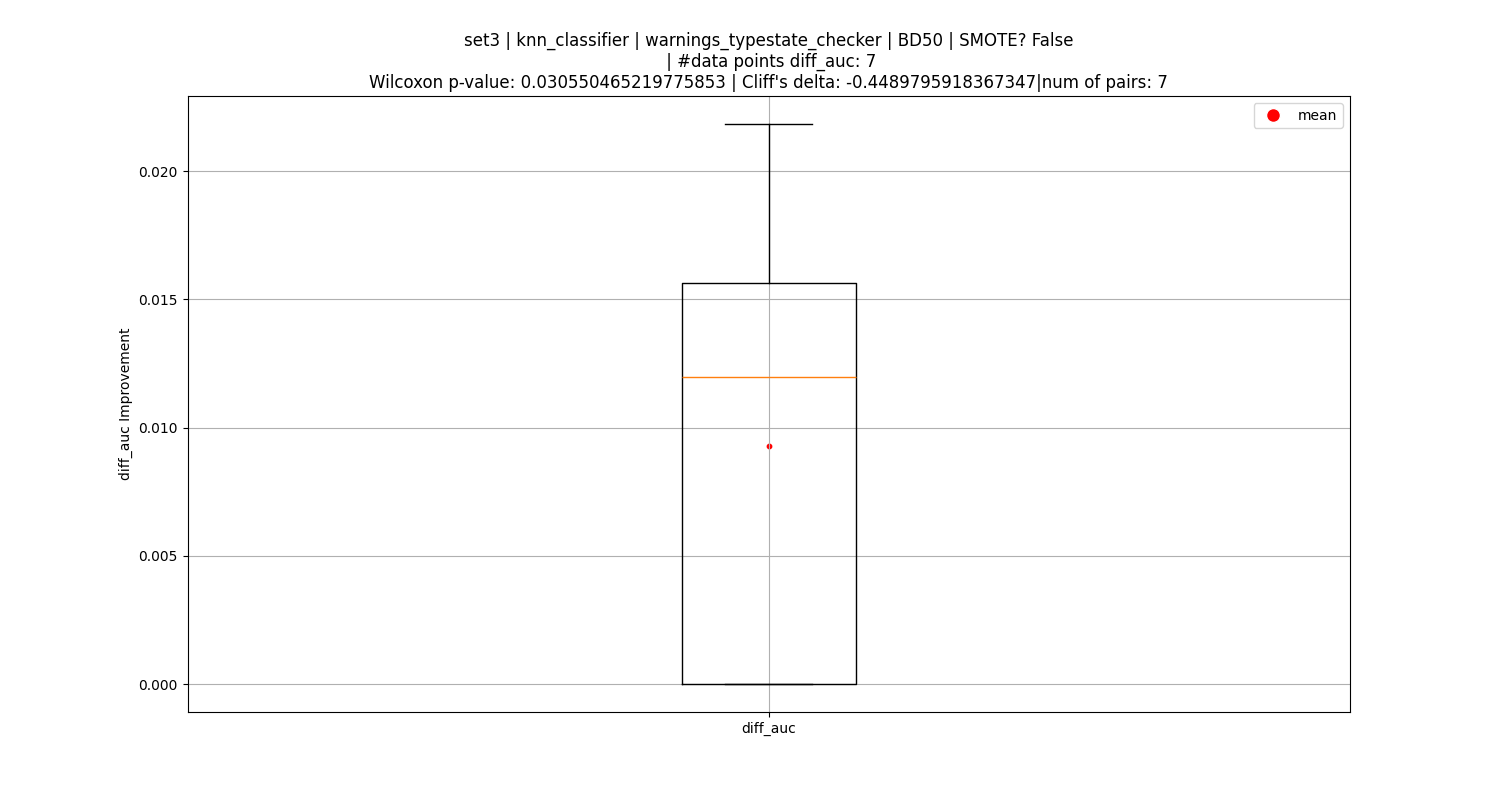 set3 | knn_classifier | warnings_typestate_checker | BD50 | SMOTE? False
| #data points diff_auc: 7
Wilcoxon p-value: 0.030550465219775853 | Cliff's delta: -0.4489795918367347|num of pairs: 7
mean
0.020
0.015
0.010
0.005
0.000
diff_auc Improvement
diff_auc